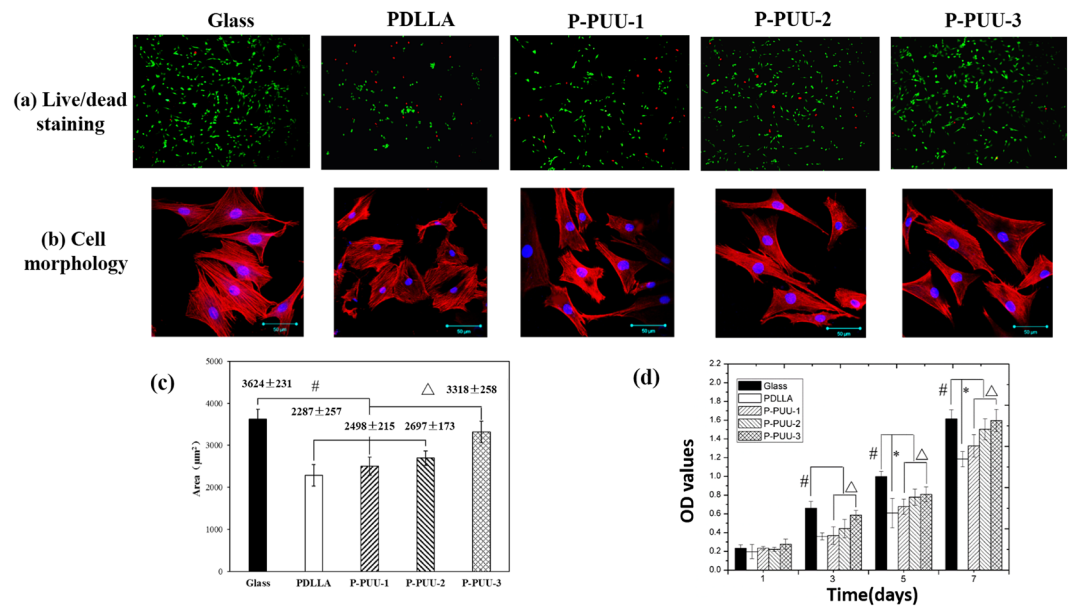 Glass PDLLA P-PUU-1 P-PUU-2 P-PUU-3
(a) Live/dead
staining
(b) Cell
morphology
50 μm 50 μm 50 μm 50 μm 50 μm
(c)
5000
4000
3000
2000
1000
0
Area（μm²）
3624±231 # △ 3318±258
2287±257
2498±215 2697±173
Glass PDLLA P-PUU-1 P-PUU-2 P-PUU-3
(d)
2.2
2.0
1.8
1.6
1.4
1.2
1.0
0.8
0.6
0.4
0.2
0.0
OD values
Glass
PDLLA
P-PUU-1
P-PUU-2
P-PUU-3
# △
# * △
# * △
1 3 5 7
Time(days)